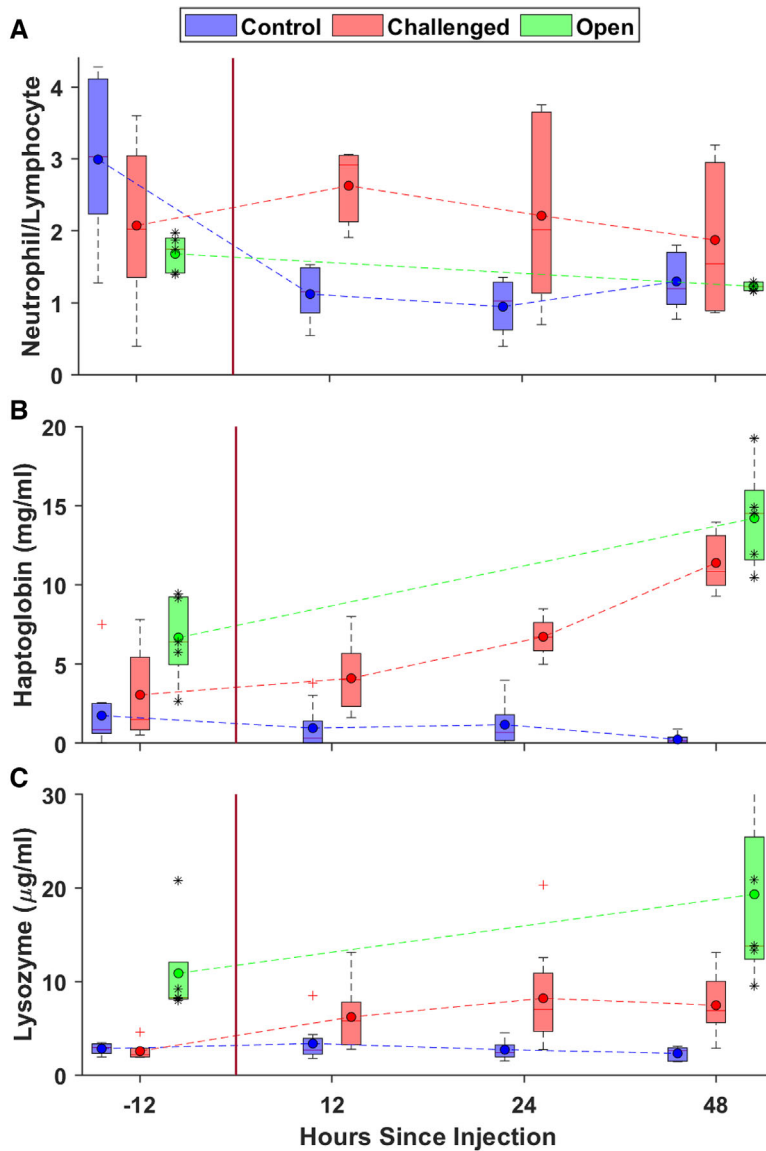 Control Challenged Open
A
Neutrophil/Lymphocyte
4
3
2
1
0
B
Haptoglobin (mg/ml)
20
15
10
5
0
C
Lysozyme (μg/ml)
30
20
10
0
-12 12 24 48
Hours Since Injection